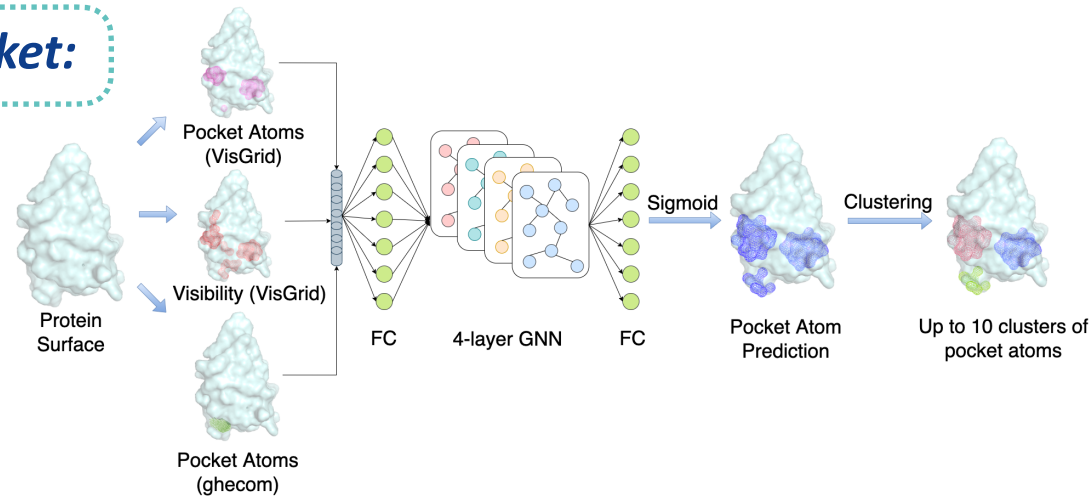 ket:
Pocket Atoms
(VisGrid)
Visibility (VisGrid)
Protein
Surface
Pocket Atoms
(ghecom)
FC
4-layer GNN
FC
Sigmoid
Pocket Atom
Prediction
Clustering
Up to 10 clusters of
pocket atoms